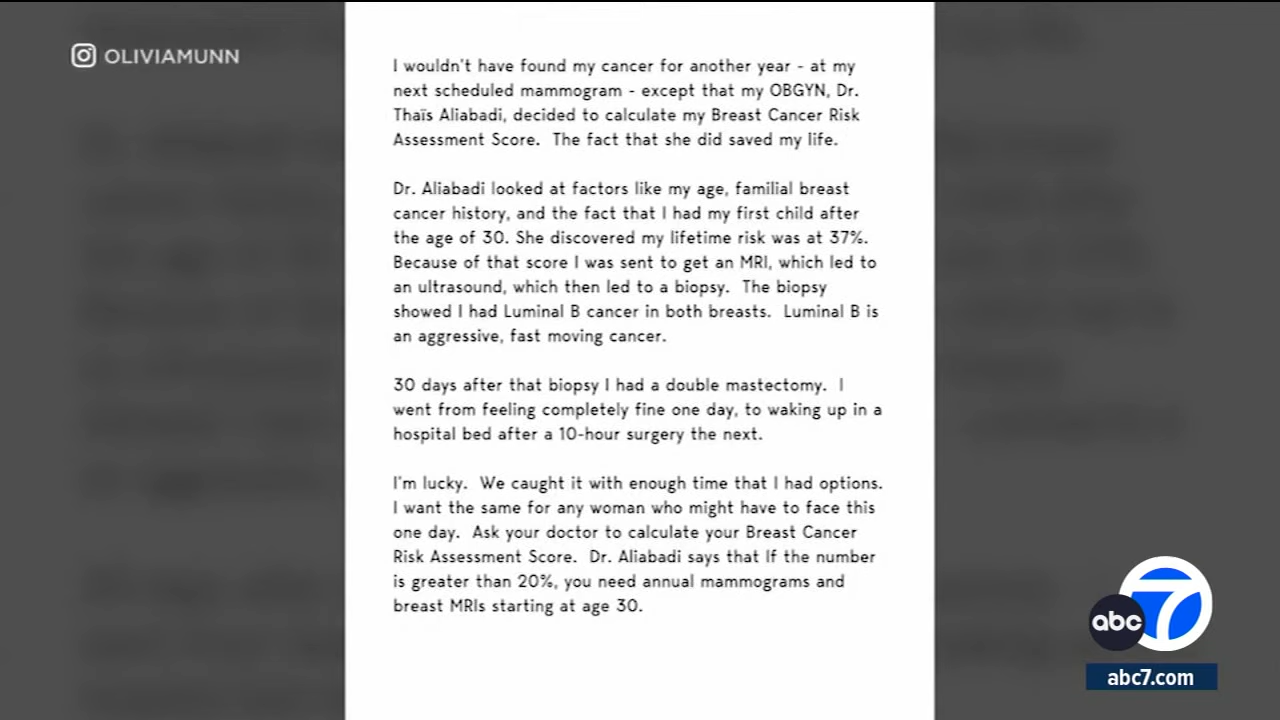 OLIVIAMUNN
I wouldn't have found my cancer for another year - at my
next scheduled mammogram - except that my OBGYN, Dr.
Thaïs Aliabadi, decided to calculate my Breast Cancer Risk
Assessment Score.  The fact that she did saved my life.
Dr. Aliabadi looked at factors like my age, familial breast
cancer history, and the fact that I had my first child after
the age of 30. She discovered my lifetime risk was at 37%.
Because of that score I was sent to get an MRI, which led to
an ultrasound, which then led to a biopsy.  The biopsy
showed I had Luminal B cancer in both breasts.  Luminal B is
an aggressive, fast moving cancer.
30 days after that biopsy I had a double mastectomy.  I
went from feeling completely fine one day, to waking up in a
hospital bed after a 10-hour surgery the next.
I'm lucky.  We caught it with enough time that I had options.
I want the same for any woman who might have to face this
one day.  Ask your doctor to calculate your Breast Cancer
Risk Assessment Score.  Dr. Aliabadi says that If the number
is greater than 20%, you need annual mammograms and
breast MRIs starting at age 30.
abc 7
abc7.com